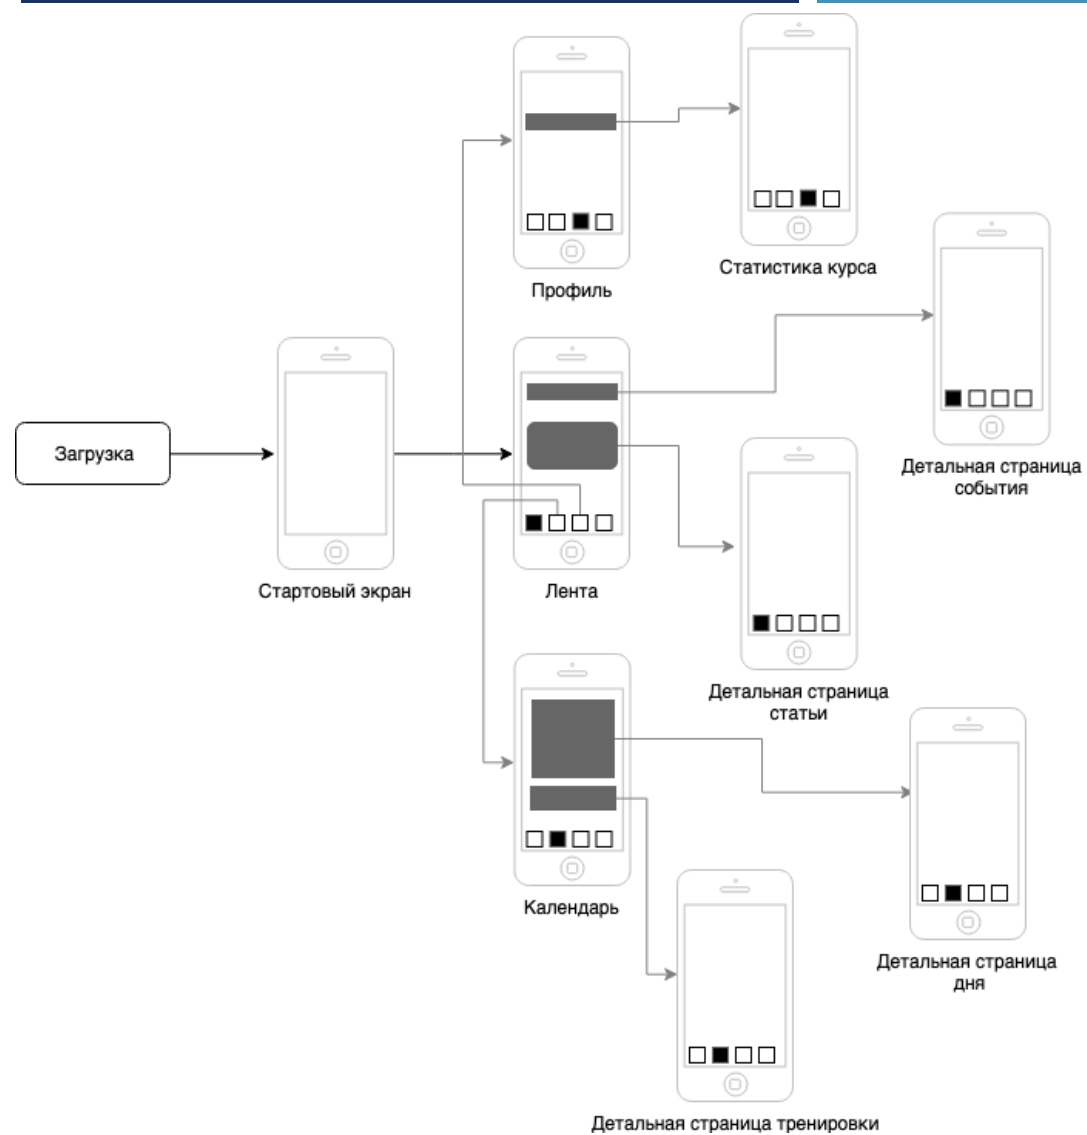 Статистика курса
Профиль
Загрузка
Детальная страница
события
Стартовый экран
Лента
Детальная страница
статьи
Календарь
Детальная страница
дня
Детальная страница тренировки